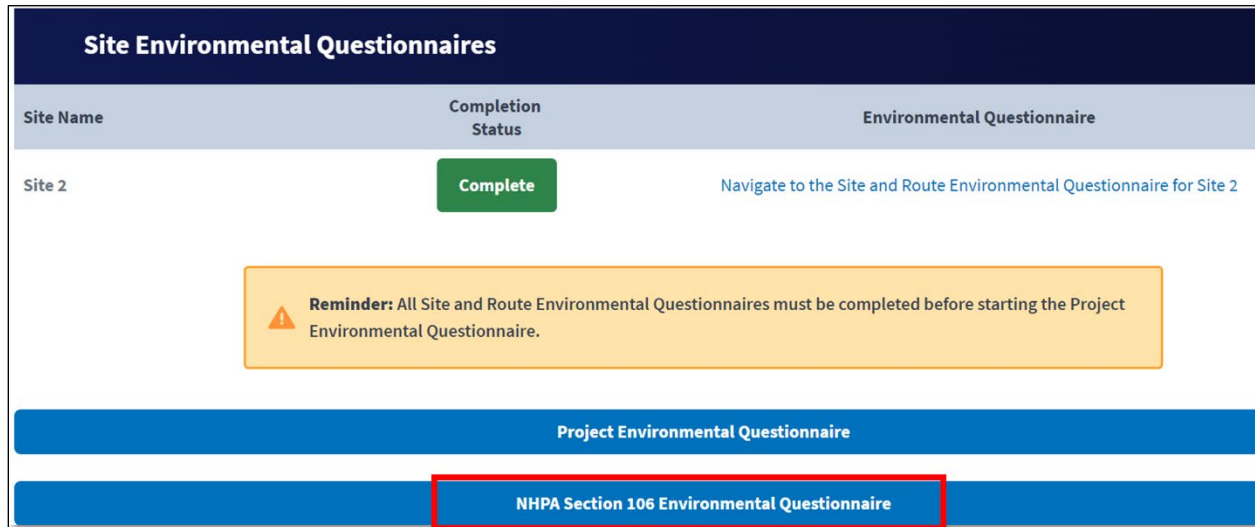 Site Environmental Questionnaires
Site Name
Completion
Status
Environmental Questionnaire
Site 2
Complete
Navigate to the Site and Route Environmental Questionnaire for Site 2
Reminder: All Site and Route Environmental Questionnaires must be completed before starting the Project
Environmental Questionnaire.
Project Environmental Questionnaire
NHPA Section 106 Environmental Questionnaire